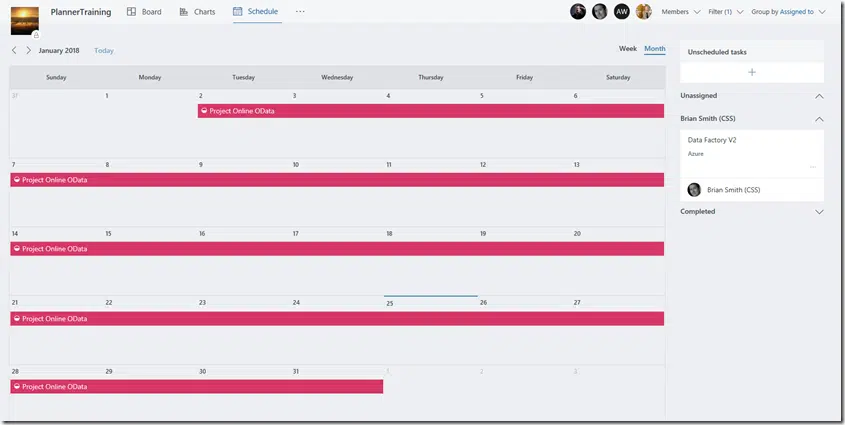 PlannerTraining Board Charts Schedule ... AW Members Filter (1) Group by Assigned to
January 2018 Today Week Month
Sunday Monday Tuesday Wednesday Thursday Friday Saturday
31 1 2 3 4 5 6
Project Online OData
7 8 9 10 11 12 13
Project Online OData
14 15 16 17 18 19 20
Project Online OData
21 22 23 24 25 26 27
Project Online OData
28 29 30 31 1 2 3
Project Online OData
Unscheduled tasks
+
Unassigned
Brian Smith (CSS)
Data Factory V2
Azure
...
Brian Smith (CSS)
Completed